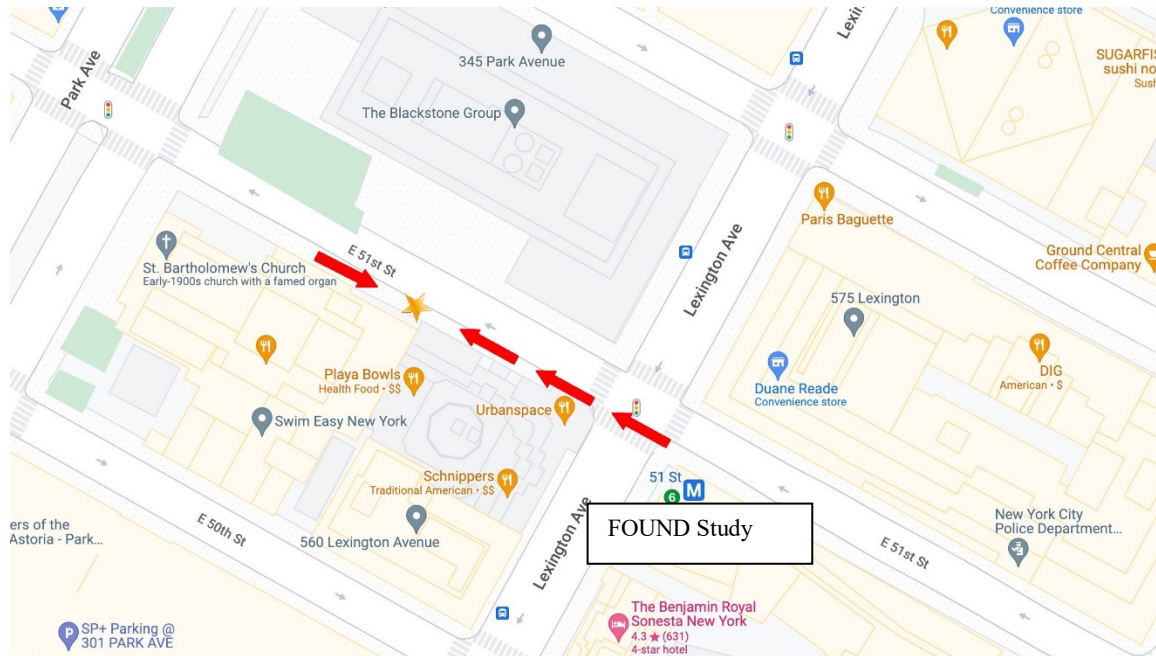 Convenience store
Park Ave
Lexington Ave
345 Park Avenue
SUGARFIS
sushi no
Sush
The Blackstone Group
Paris Baguette
E 51st St
St. Bartholomew's Church
Early-1900s church with a famed organ
Lexington Ave
Ground Central
Coffee Company
575 Lexington
Playa Bowls
Health Food • $$
Duane Reade
Convenience store
DIG
American • $
Urbanspace
Swim Easy New York
Schnippers
Traditional American • $$
51 St
6 M
ers of the
Astoria - Park...
E 50th St
560 Lexington Avenue
Lexington Ave
FOUND Study
New York City
Police Department...
E 51st St
P SP+ Parking @
301 PARK AVE
The Benjamin Royal
Sonesta New York
4.3 ★ (631)
4-star hotel